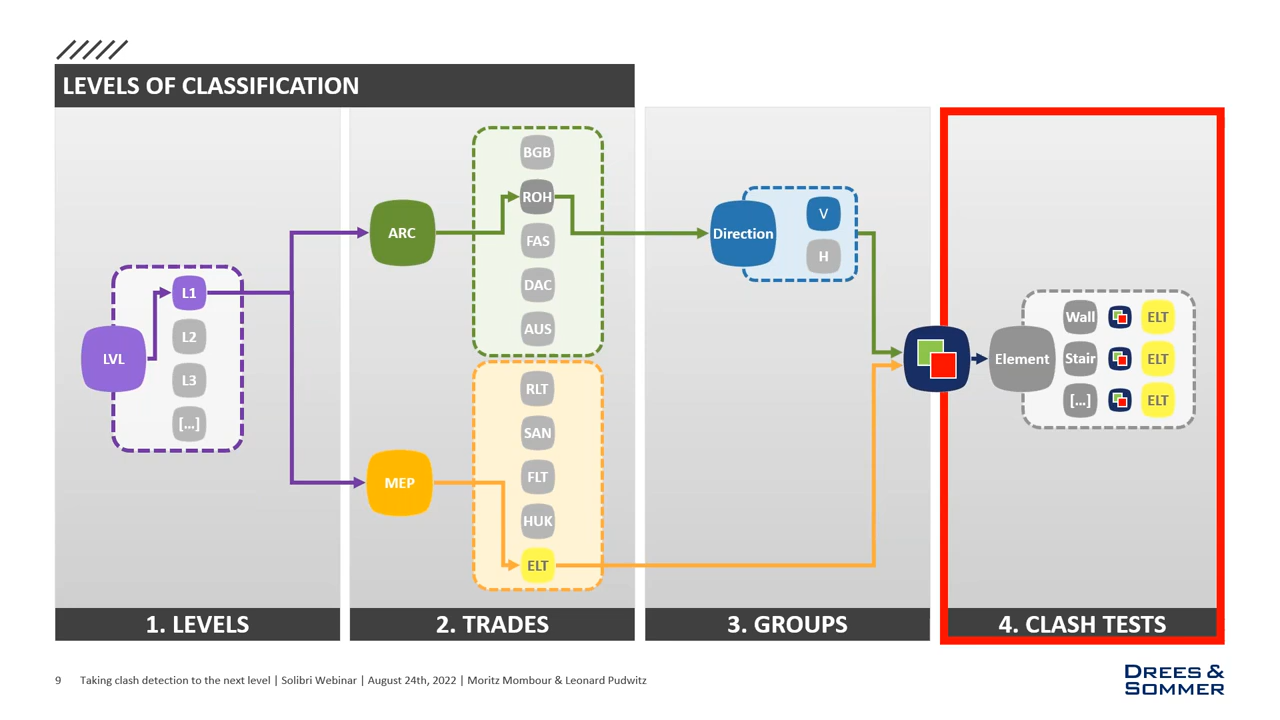 LEVELS OF CLASSIFICATION
LVL
L1
L2
L3
[...]
ARC
BGB
ROH
FAS
DAC
AUS
MEP
RLT
SAN
FLT
HUK
ELT
Direction
V
H
Element
Wall ELT
Stair ELT
[...] ELT
1. LEVELS
2. TRADES
3. GROUPS
4. CLASH TESTS
9 Taking clash detection to the next level | Solibri Webinar | August 24th, 2022 | Moritz Mombour & Leonard Pudwitz
DREES &
SOMMER